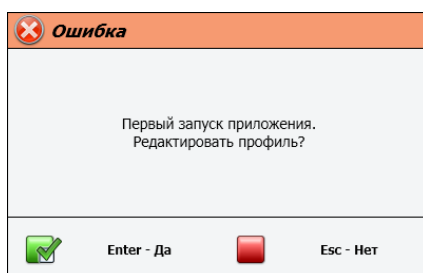 Ошибка
Первый запуск приложения.
Редактировать профиль?
Enter - Да
Esc - Нет